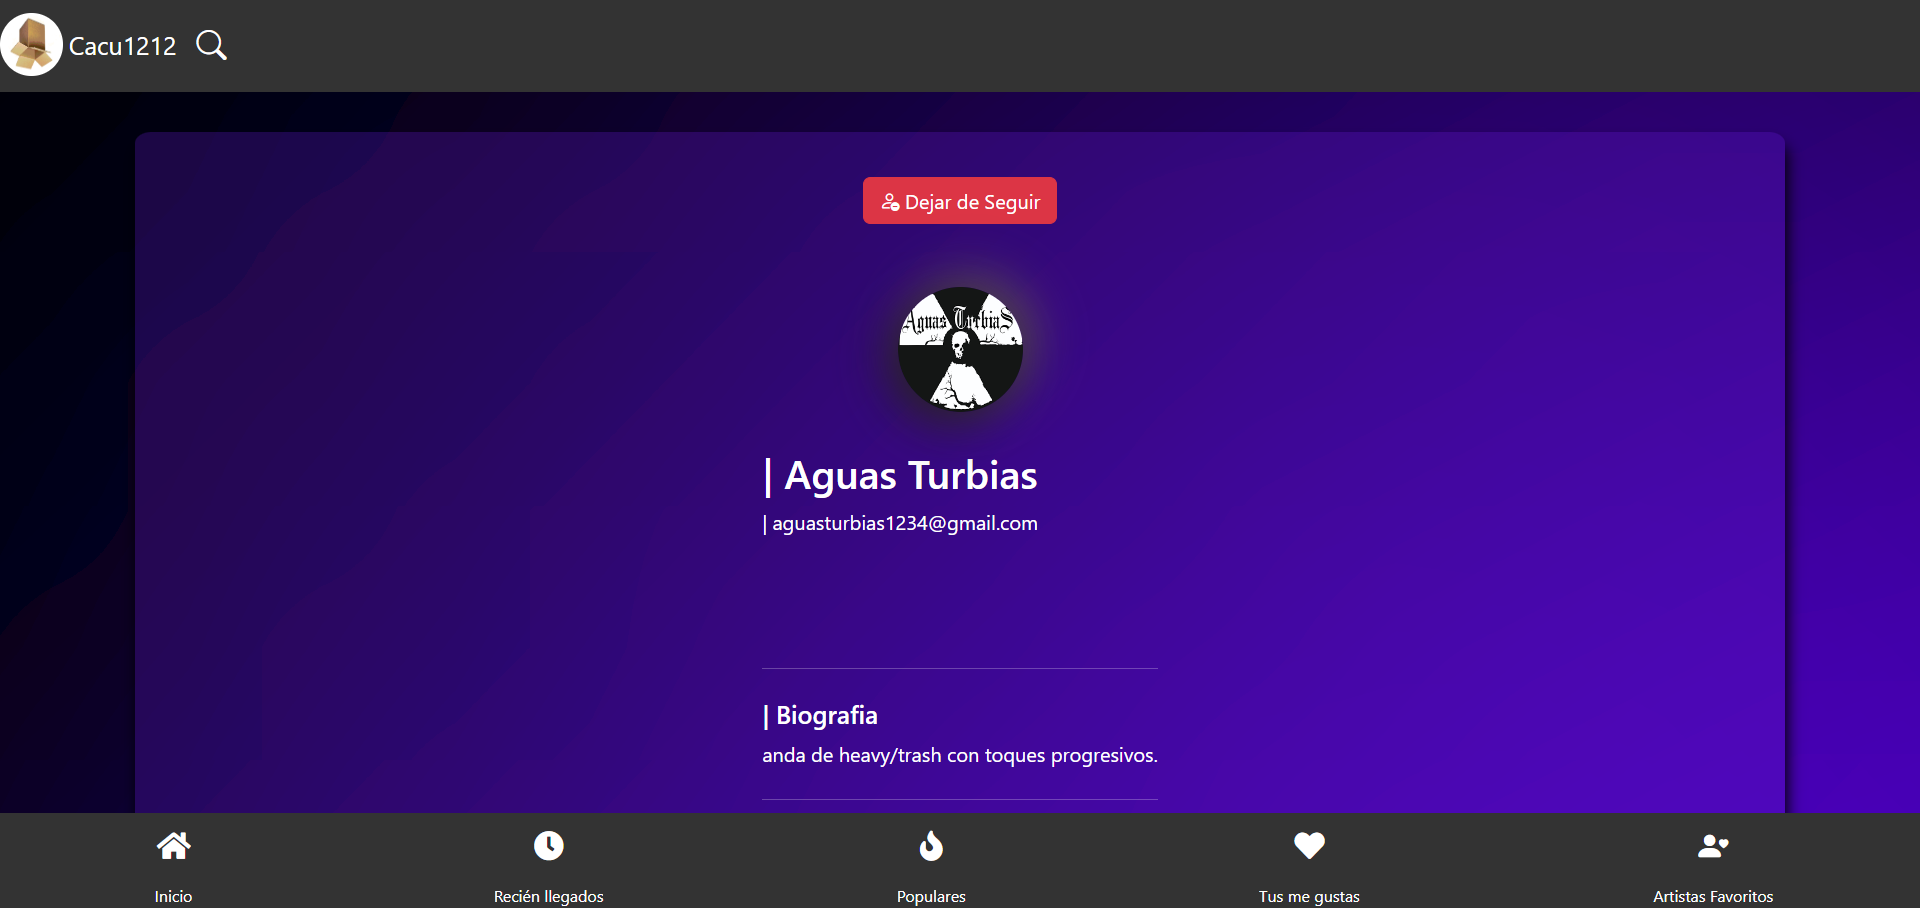 Cacu1212
Dejar de Seguir
Aguas TurbiaS
| Aguas Turbias
| aguasturbias1234@gmail.com
| Biografia
anda de heavy/trash con toques progresivos.
Inicio
Recién llegados
Populares
Tus me gustas
Artistas Favoritos